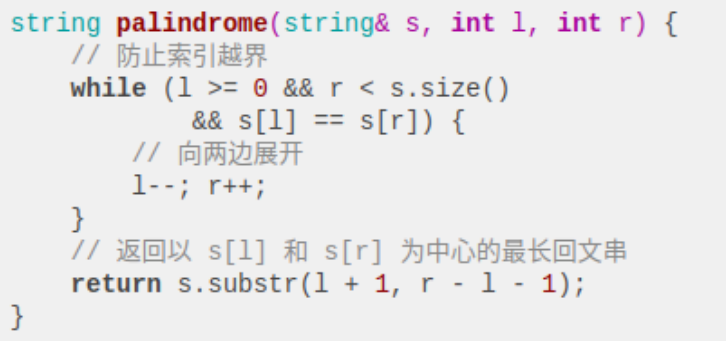 string palindrome(string& s, int l, int r) {
    // 防止索引越界
    while (l >= 0 && r < s.size()
            && s[l] == s[r]) {
        // 向两边展开
        l--; r++;
    }
    // 返回以 s[l] 和 s[r] 为中心的最长回文串
    return s.substr(l + 1, r - l - 1);
}